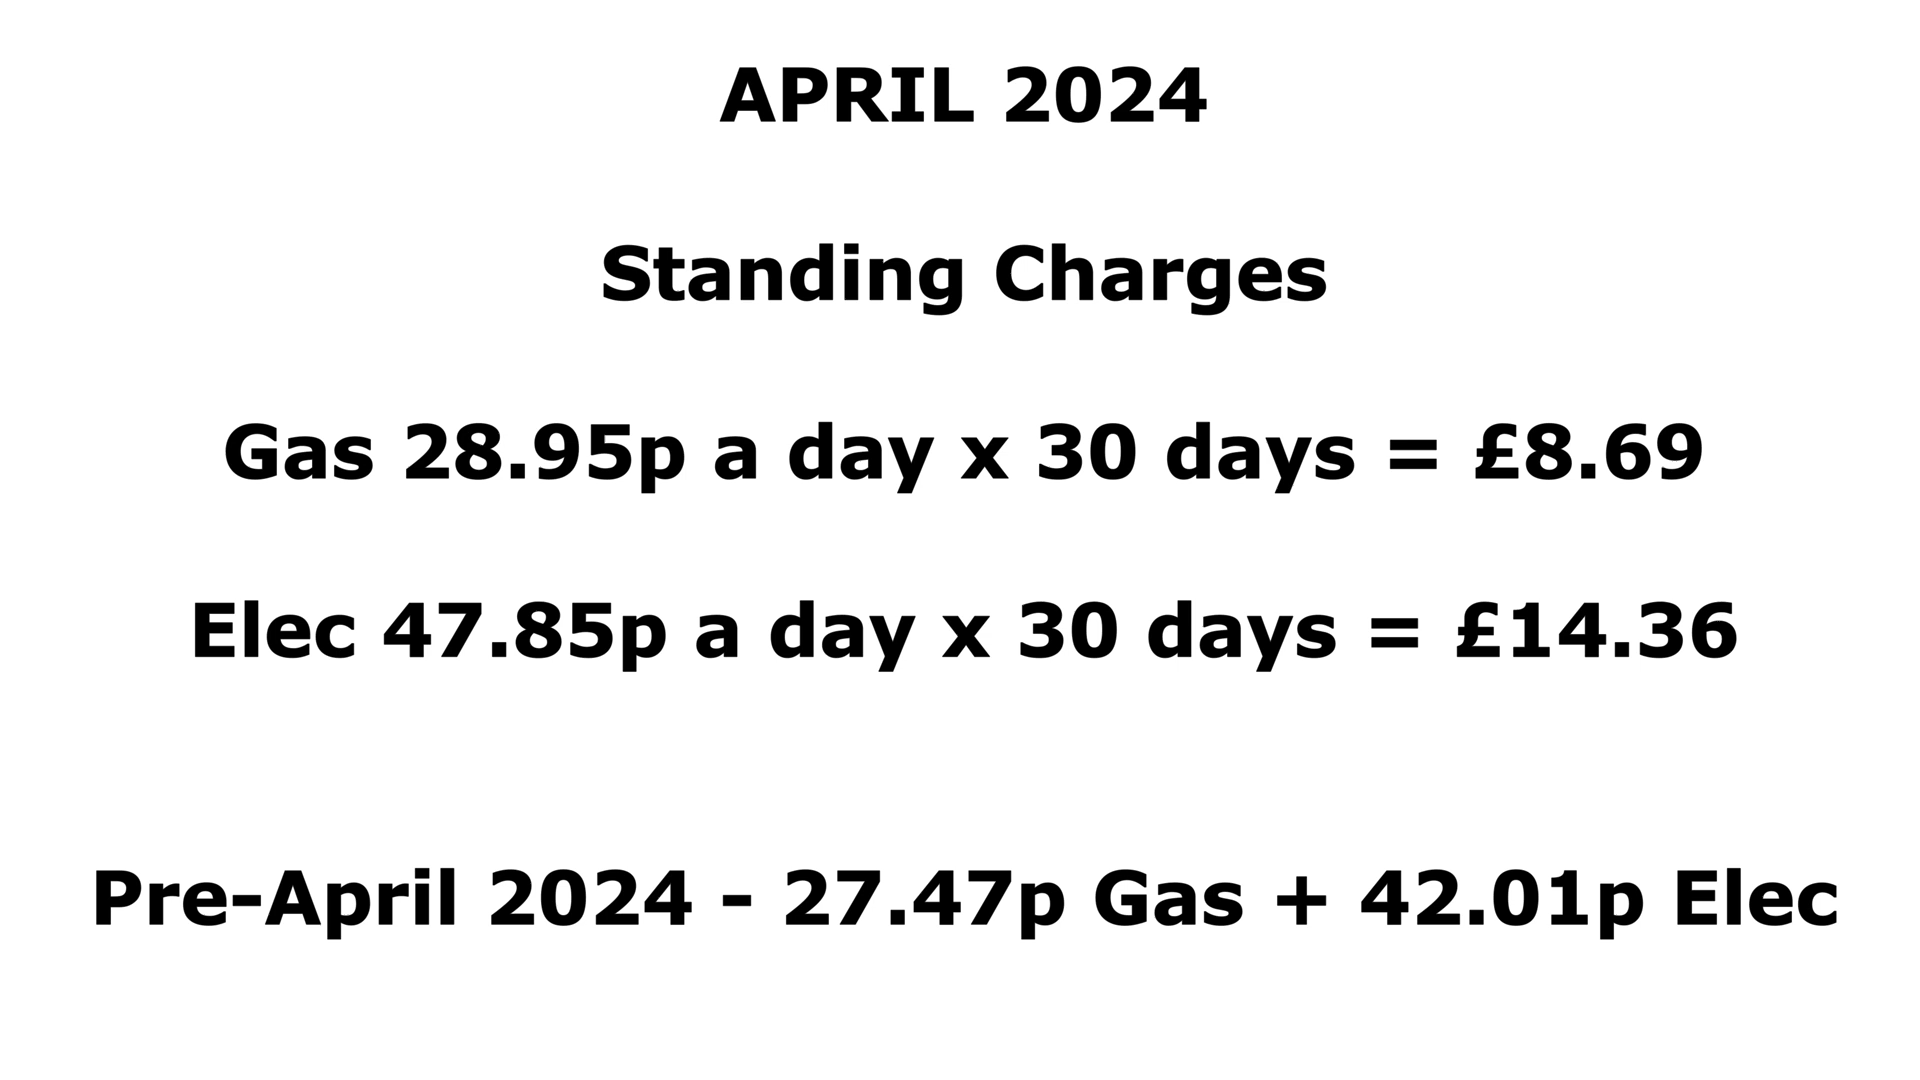 APRIL 2024
Standing Charges
Gas 28.95p a day x 30 days = £8.69
Elec 47.85p a day x 30 days = £14.36
Pre-April 2024 - 27.47p Gas + 42.01p Elec